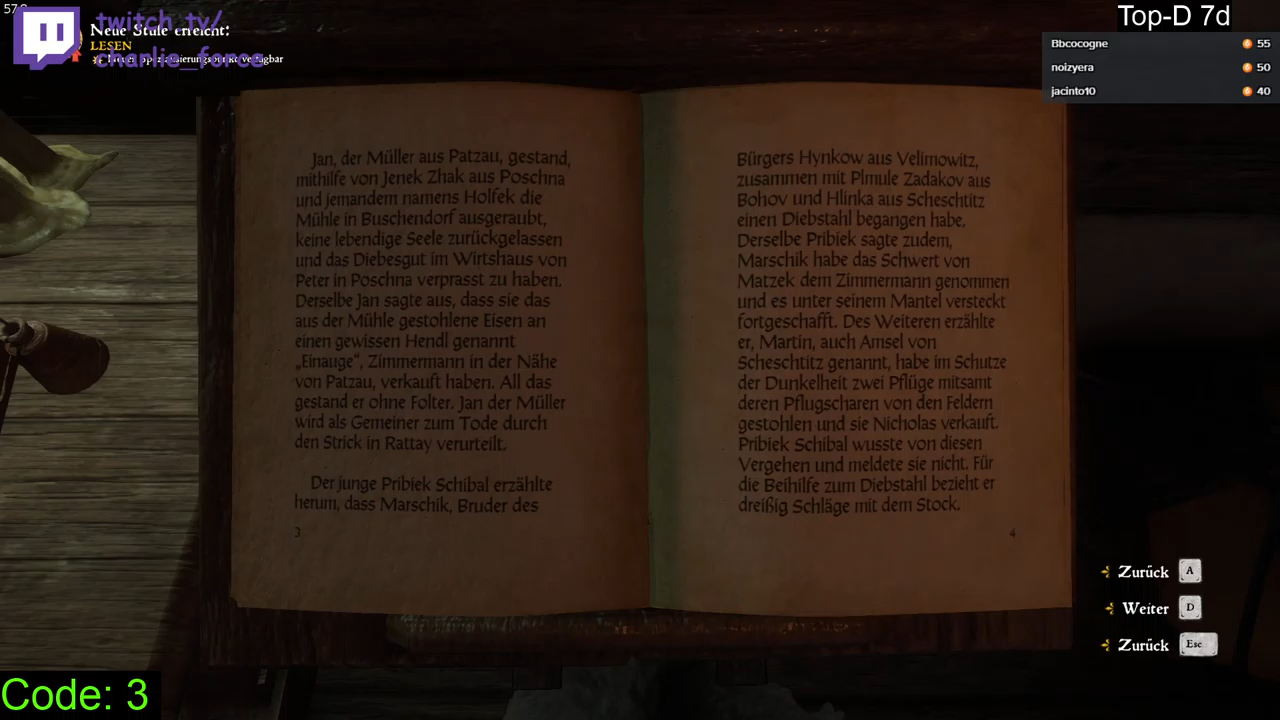 57.9
twitch.tv/
charlie_force
Neue Stufe erreicht:
LESEN
Top-D 7d
Bbcocogne 55
noizyera 50
jacinto10 40
Jan, der Müller aus Patzau, gestand,
mithilfe von Jenek Zhak aus Poschna
und jemandem namens Holfek die
Mühle in Buschendorf ausgeraubt,
keine lebendige Seele zurückgelassen
und das Diebesgut im Wirtshaus von
Peter in Poschna verprasst zu haben.
Derselbe Jan sagte aus, dass sie das
aus der Mühle gestohlene Eisen an
einen gewissen Hendl genannt
„Einauge“, Zimmermann in der Nähe
von Patzau, verkauft haben. All das
gestand er ohne Folter. Jan der Müller
wird als Gemeiner zum Tode durch
den Strick in Rattay verurteilt.
Der junge Pribiek Schibal erzählte
herum, dass Marschik, Bruder des
3
Bürgers Hynkow aus Velimowitz,
zusammen mit Plmule Zadakov aus
Bohov und Hlinka aus Scheschtitz
einen Diebstahl begangen habe.
Derselbe Pribiek sagte zudem,
Marschik habe das Schwert von
Matzek dem Zimmermann genommen
und es unter seinem Mantel versteckt
fortgeschafft. Des Weiteren erzählte
er, Martin, auch Amsel von
Scheschtitz genannt, habe im Schutze
der Dunkelheit zwei Pflüge mitsamt
deren Pflugscharen von den Feldern
gestohlen und sie Nicholas verkauft.
Pribiek Schibal wusste von diesen
Vergehen und meldete sie nicht. Für
die Beihilfe zum Diebstahl bezieht er
dreißig Schläge mit dem Stock.
4
Zurück A
Weiter D
Zurück Esc
Code: 3